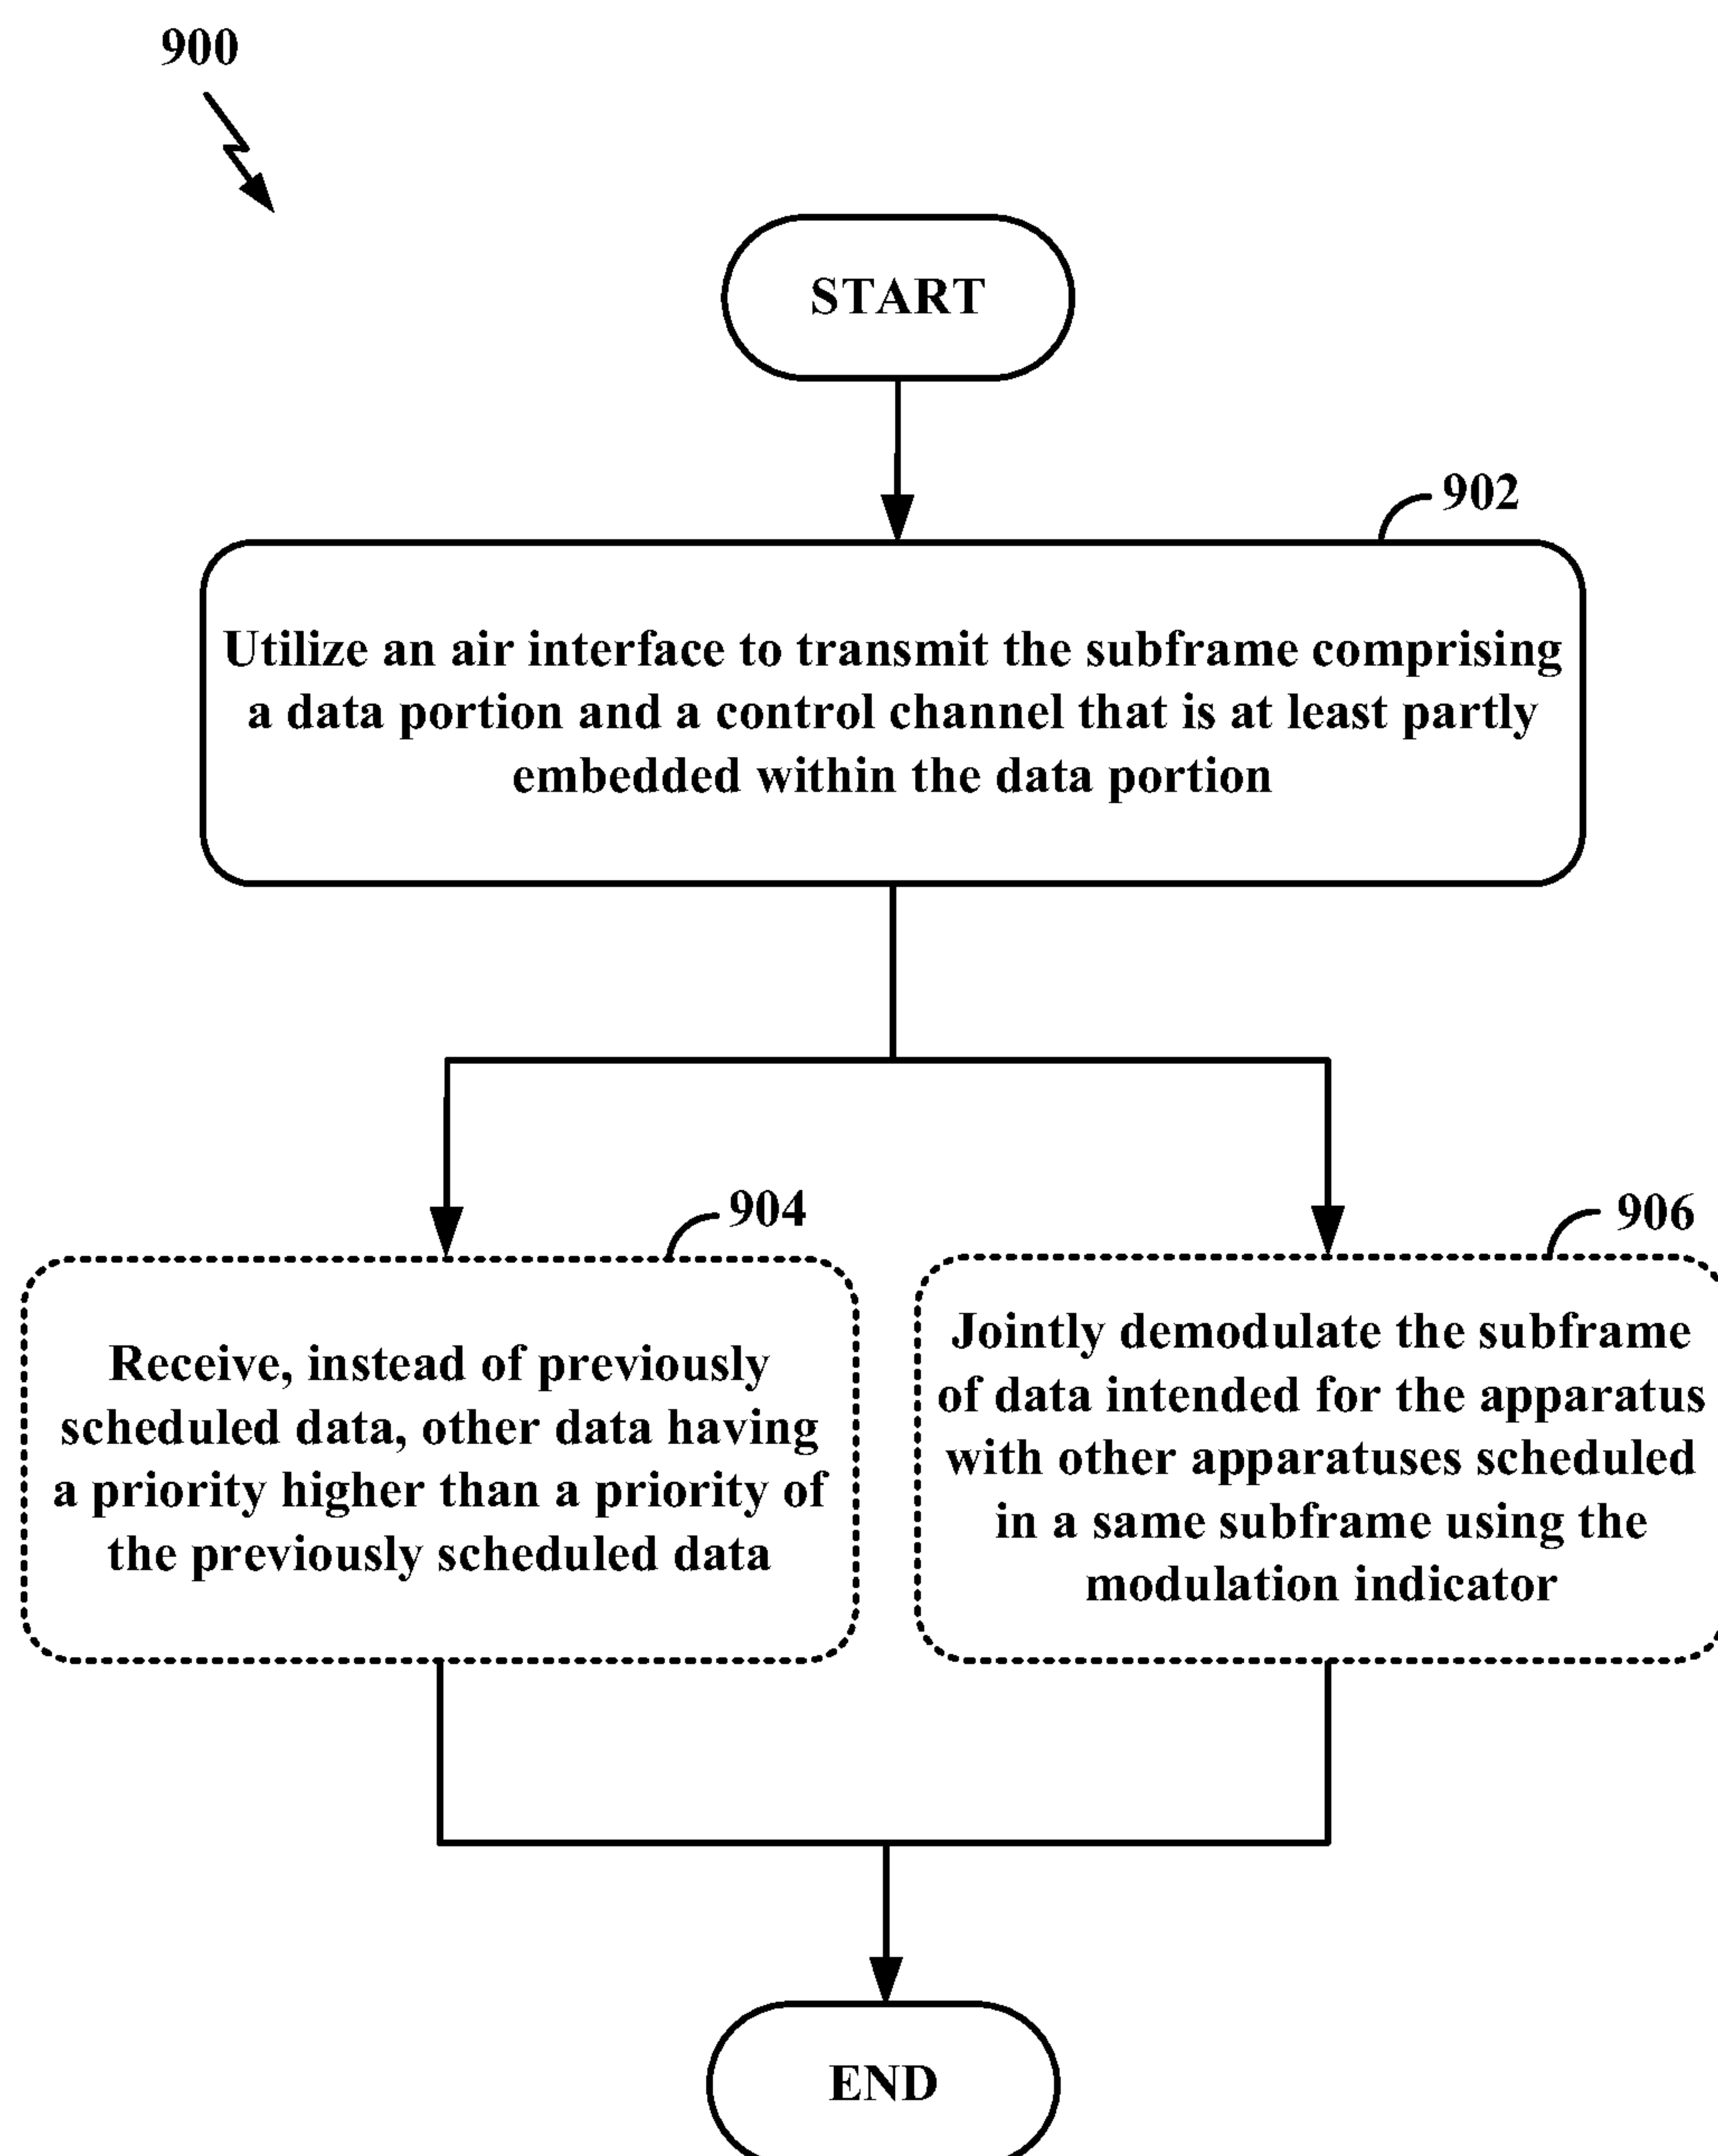 900
START
902
Utilize an air interface to transmit the subframe comprising
a data portion and a control channel that is at least partly
embedded within the data portion
904
Receive, instead of previously
scheduled data, other data having
a priority higher than a priority of
the previously scheduled data
906
Jointly demodulate the subframe
of data intended for the apparatus
with other apparatuses scheduled
in a same subframe using the
modulation indicator
END